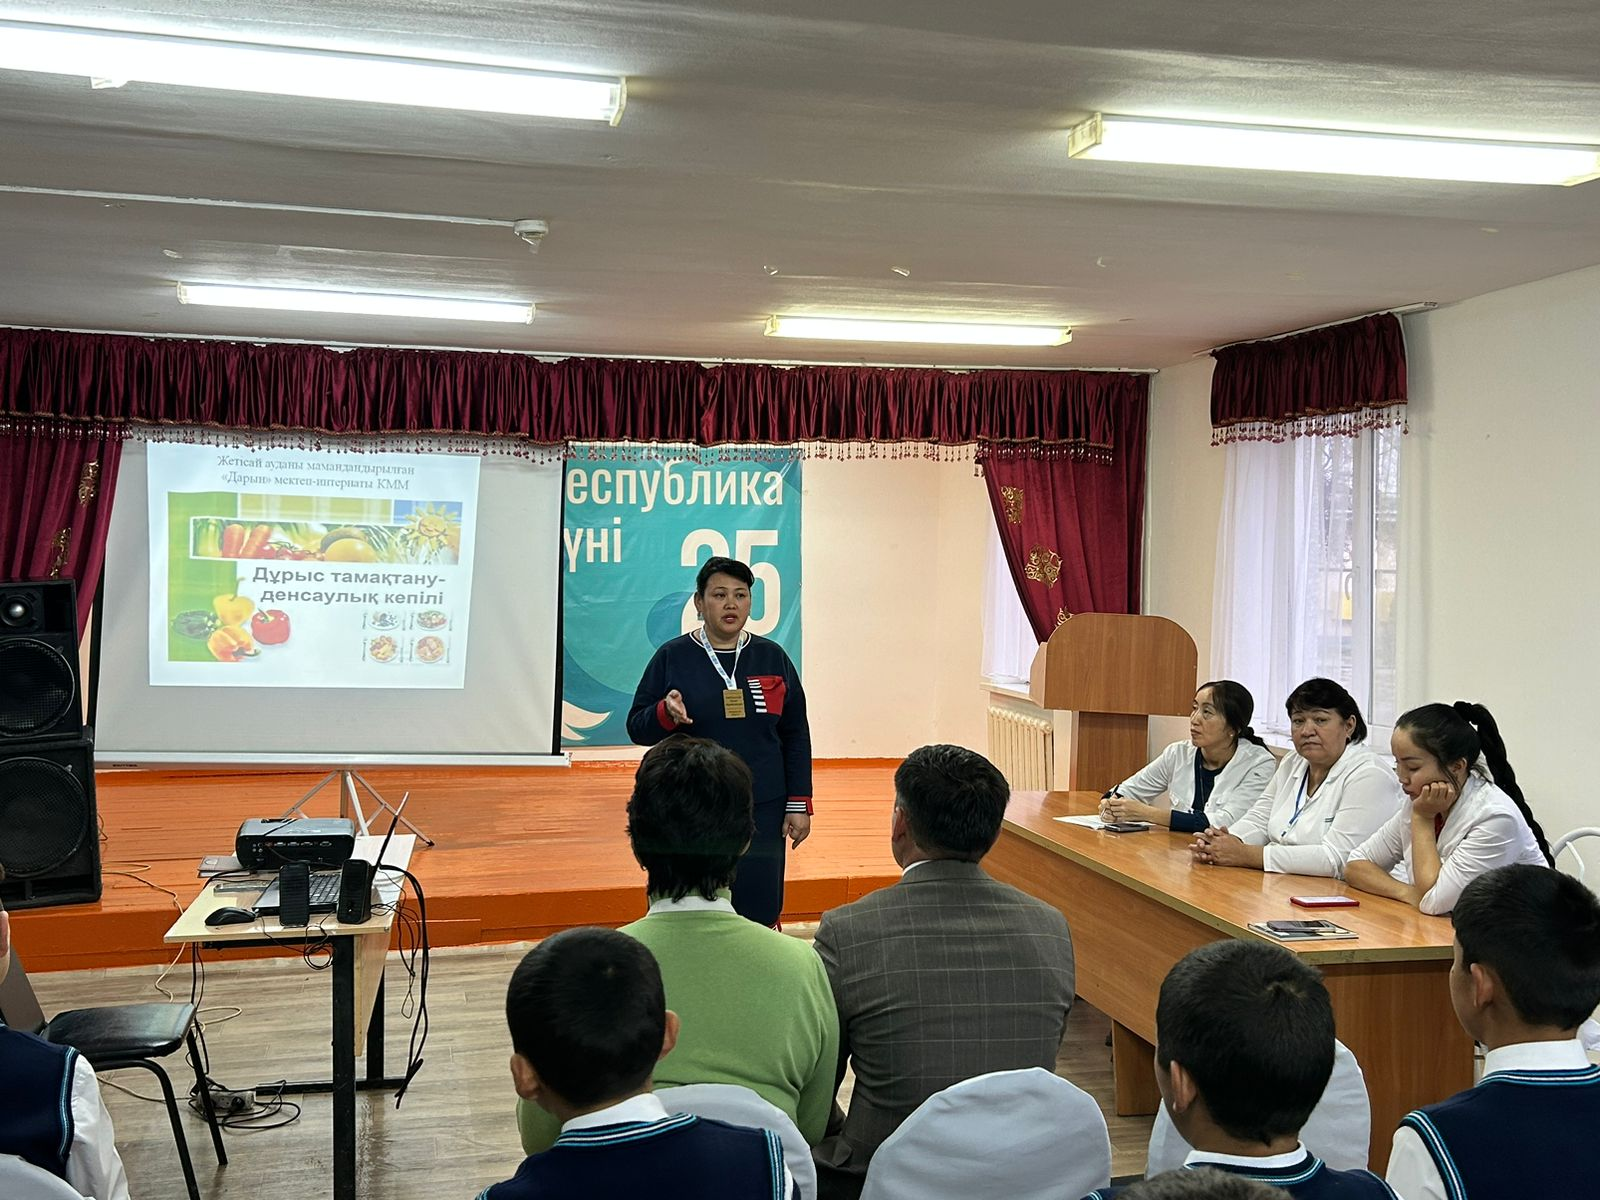 Жетісай ауданы мамандандырылған
«Дарын» мектеп-интернаты КММ
Дұрыс тамақтану-
денсаулық кепілі
еспублика
үні
25